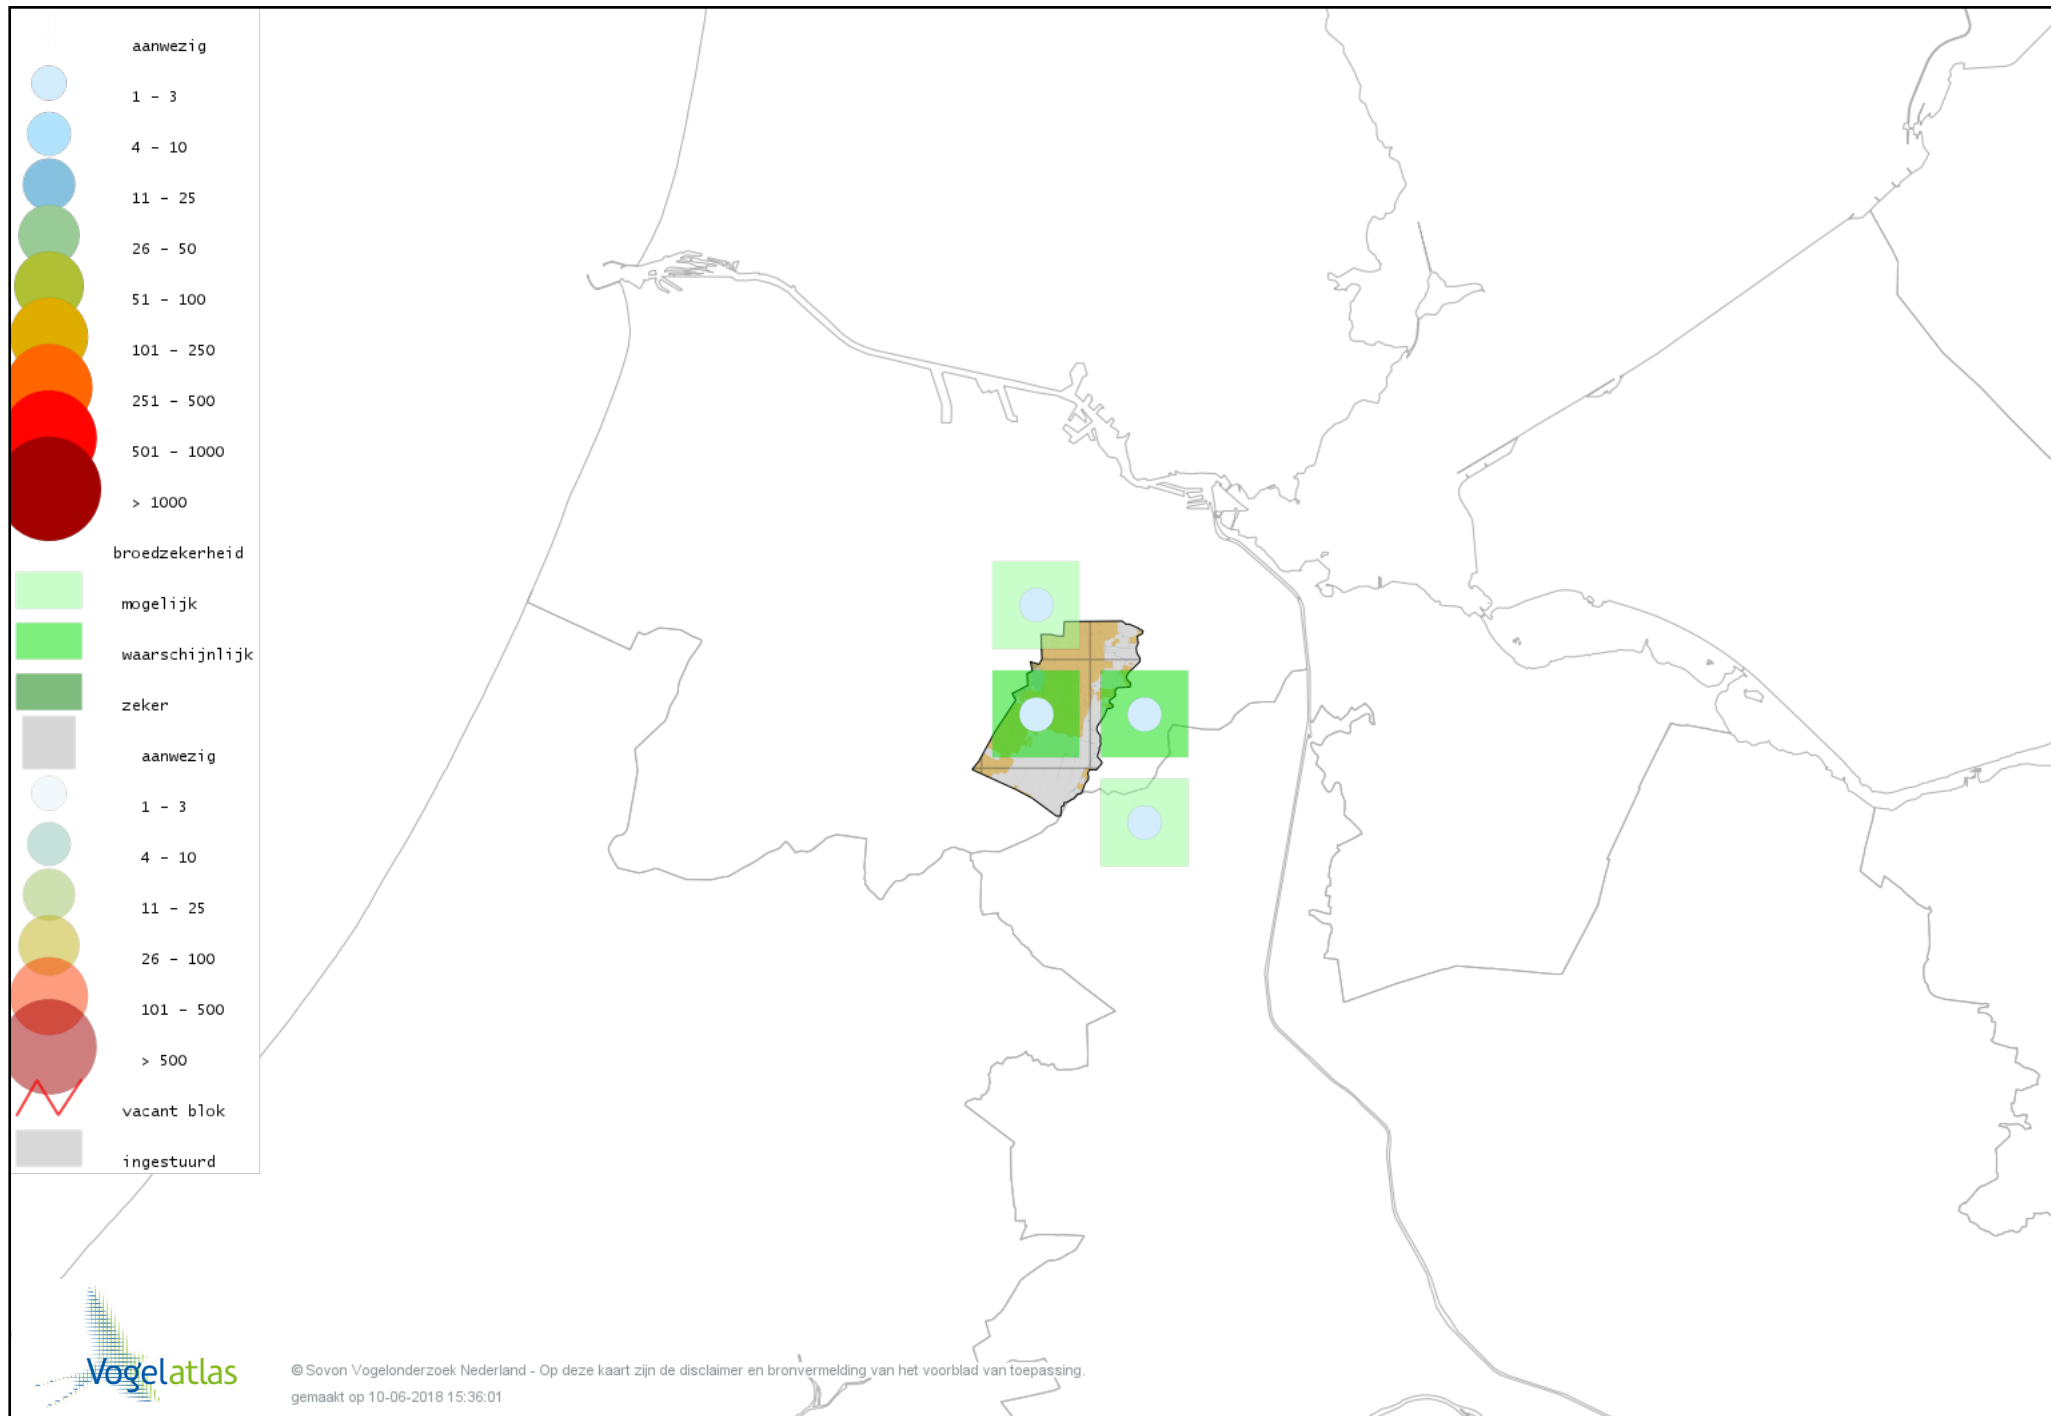 aanwezig
1 - 3
4 - 10
11 - 25
26 - 50
51 - 100
101 - 250
251 - 500
501 - 1000
> 1000
broedzekerheid
mogelijk
waarschijnlijk
zeker
aanwezig
1 - 3
4 - 10
11 - 25
26 - 100
101 - 500
> 500
vacant blok
ingestuurd
Vogelatlas
© Sovon Vogelonderzoek Nederland - Op deze kaart zijn de disclaimer en bronvermelding van het voorblad van toepassing.
gemaakt op 10-06-2018 15:36:01